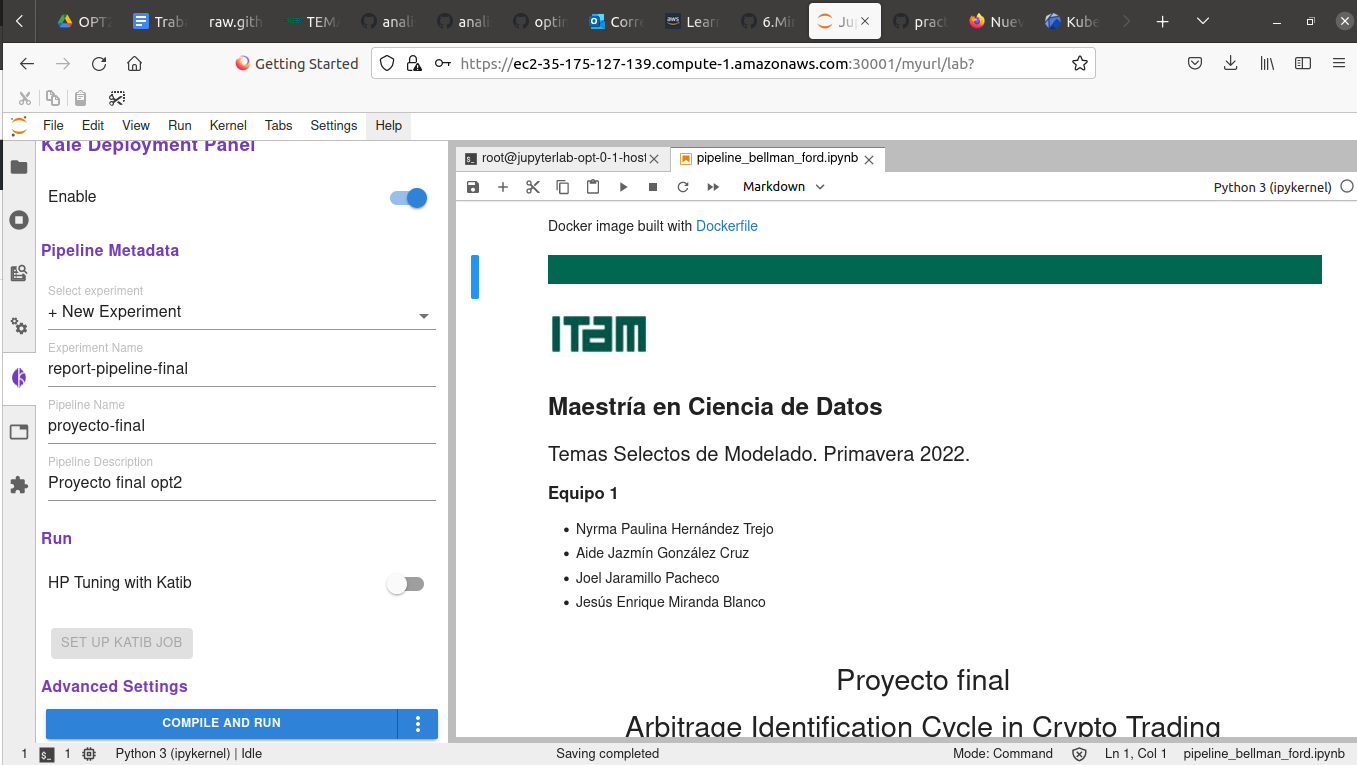 OPT2
Trab
raw.gith
TEMA
anali
anali
optin
Corre
aws
Learn
6.Min
Jup
pract
Nuev
Kube
Getting Started
https://ec2-35-175-127-139.compute-1.amazonaws.com:30001/myurl/lab?
File Edit View Run Kernel Tabs Settings Help
Kale Deployment Panel
Enable
Pipeline Metadata
Select experiment
+ New Experiment
Experiment Name
report-pipeline-final
Pipeline Name
proyecto-final
Pipeline Description
Proyecto final opt2
Run
HP Tuning with Katib
SET UP KATIB JOB
Advanced Settings
COMPILE AND RUN
root@jupyterlab-opt-0-1-host
pipeline_bellman_ford.ipynb
Markdown
Python 3 (ipykernel)
Docker image built with Dockerfile
ITAM
Maestría en Ciencia de Datos
Temas Selectos de Modelado. Primavera 2022.
Equipo 1
• Nyrma Paulina Hernández Trejo
• Aide Jazmín González Cruz
• Joel Jaramillo Pacheco
• Jesús Enrique Miranda Blanco
Proyecto final
Arbitrage Identification Cycle in Crypto Trading
1 1 Python 3 (ipykernel) | Idle Saving completed Mode: Command Ln 1, Col 1 pipeline_bellman_ford.ipynb